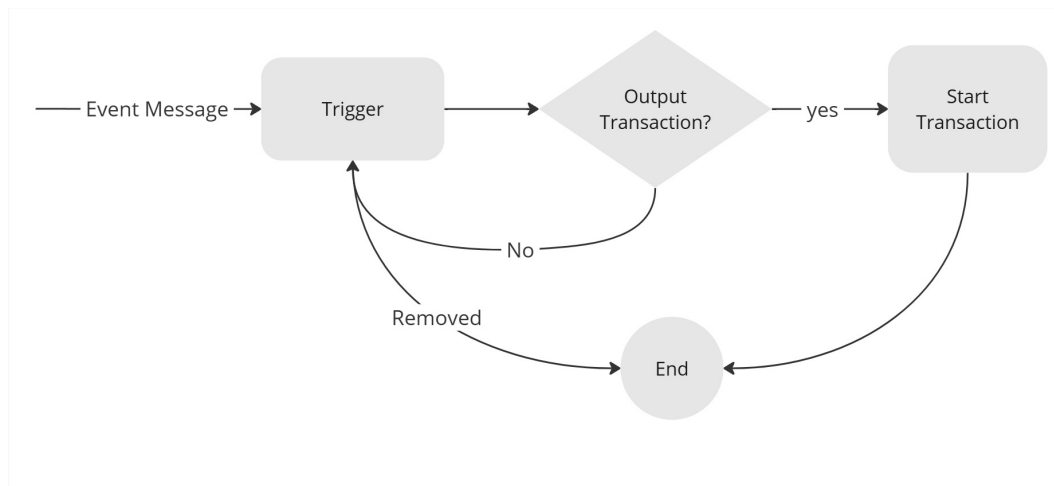 Event Message
Trigger
Output
Transaction?
yes
Start
Transaction
No
Removed
End